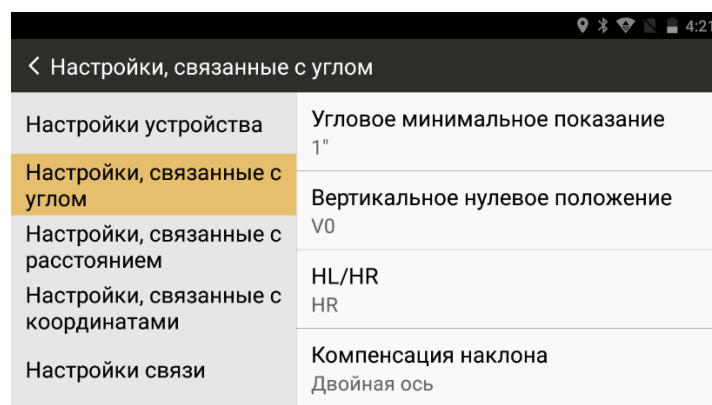 4:21
Настройки, связанные с углом
Настройки устройства
Настройки, связанные с
углом
Настройки, связанные с
расстоянием
Настройки, связанные с
координатами
Настройки связи
Угловое минимальное показание
1"
Вертикальное нулевое положение
V0
HL/HR
HR
Компенсация наклона
Двойная ось